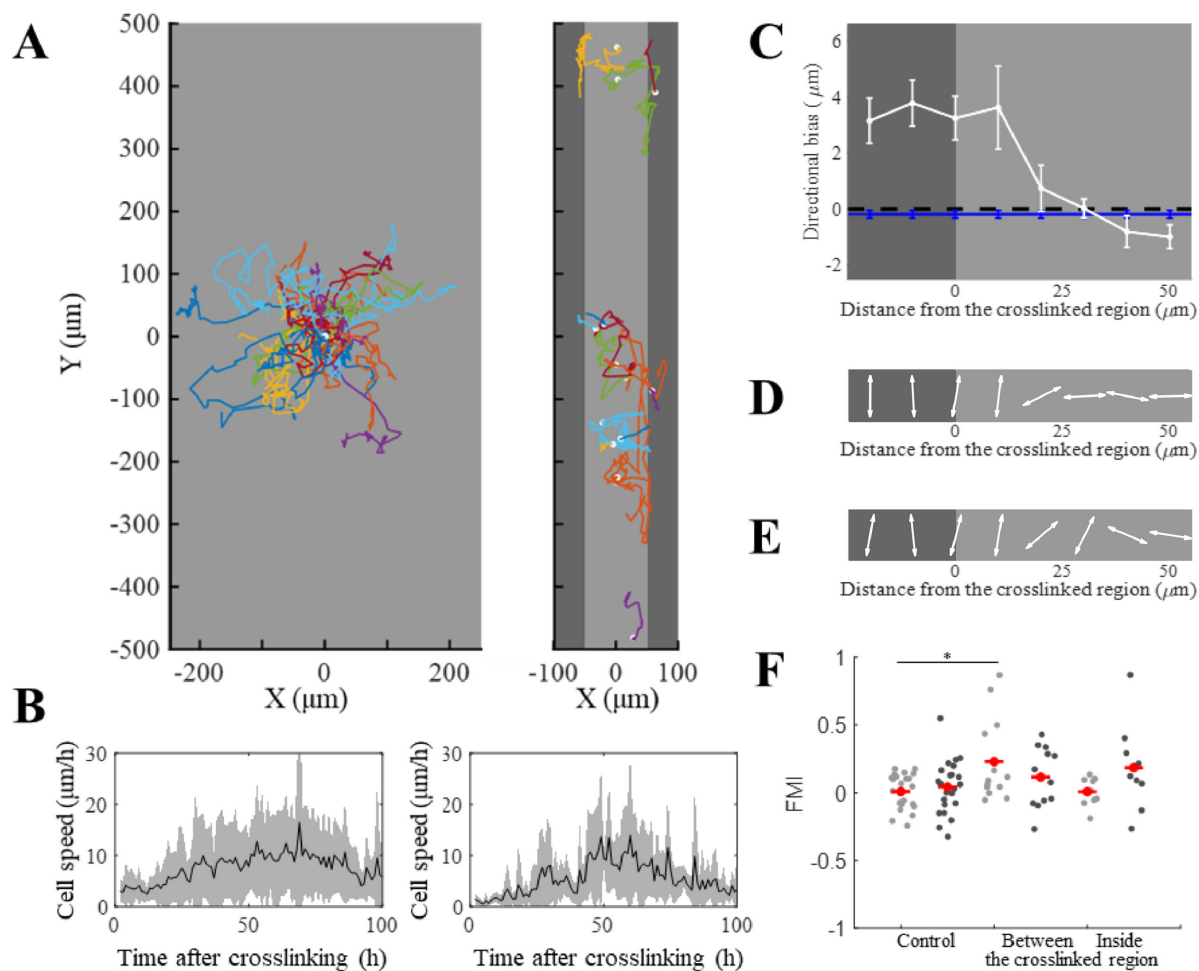 A
500
400
300
200
100
0
-100
-200
-300
-400
-500
Y (μm)
-200
0
200
X (μm)
-100
0
100
X (μm)
B
30
20
10
0
Cell speed (μm/h)
0
50
100
Time after crosslinking (h)
30
20
10
0
Cell speed (μm/h)
0
50
100
Time after crosslinking (h)
C
6
4
2
0
-2
Directional bias ( μm)
0
25
50
Distance from the crosslinked region (μm)
D
0
25
50
Distance from the crosslinked region (μm)
E
0
25
50
Distance from the crosslinked region (μm)
F
*
1
0.5
0
-0.5
-1
FMI
Control
Between
Inside
the crosslinked region